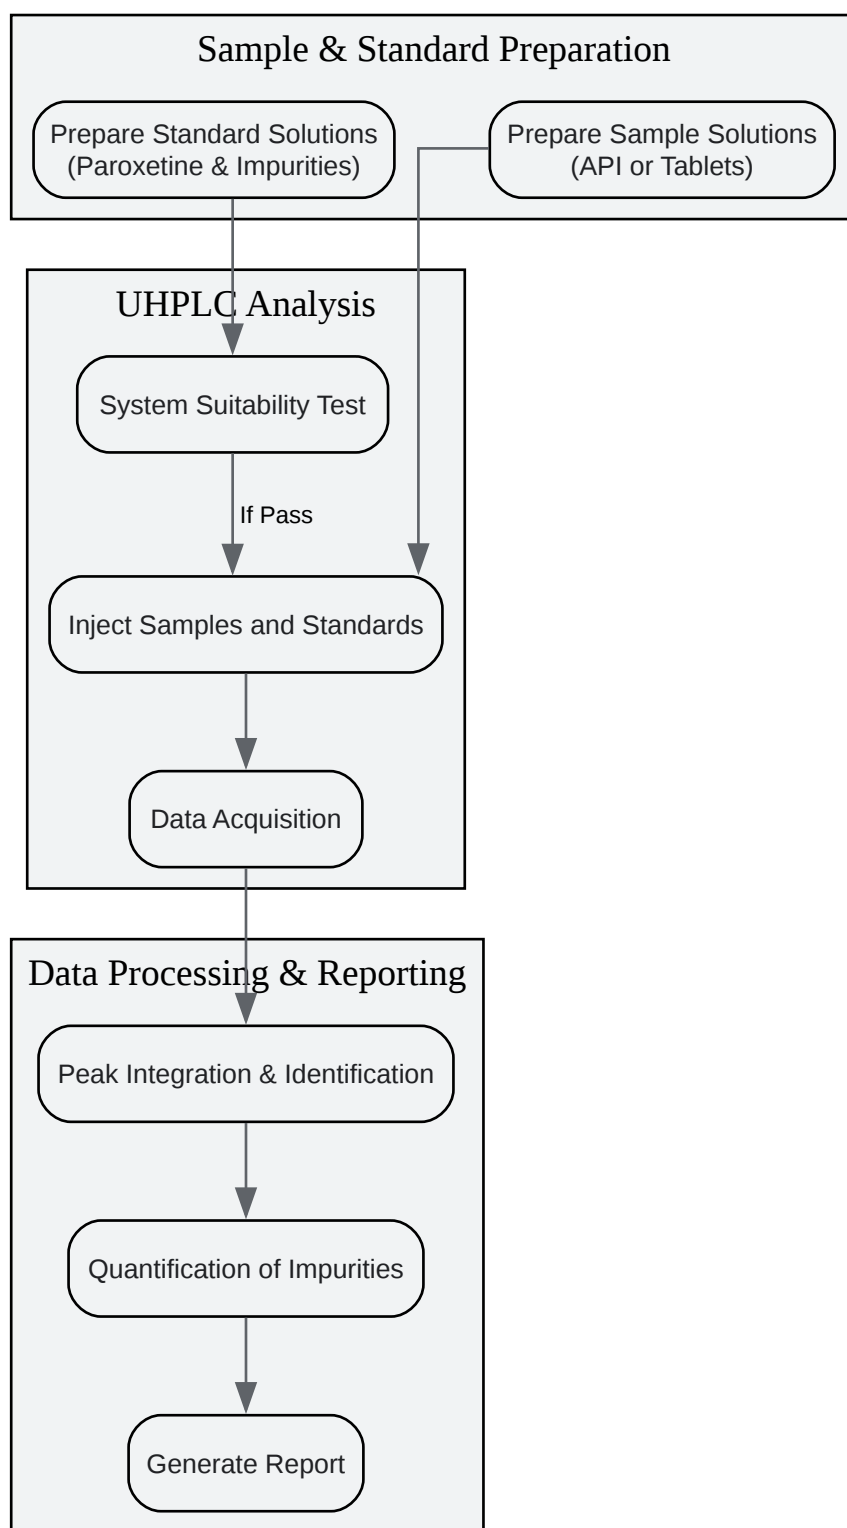 Sample & Standard Preparation
Prepare Standard Solutions
(Paroxetine & Impurities)
Prepare Sample Solutions
(API or Tablets)
UHPLC Analysis
System Suitability Test
If Pass
Inject Samples and Standards
Data Acquisition
Data Processing & Reporting
Peak Integration & Identification
Quantification of Impurities
Generate Report